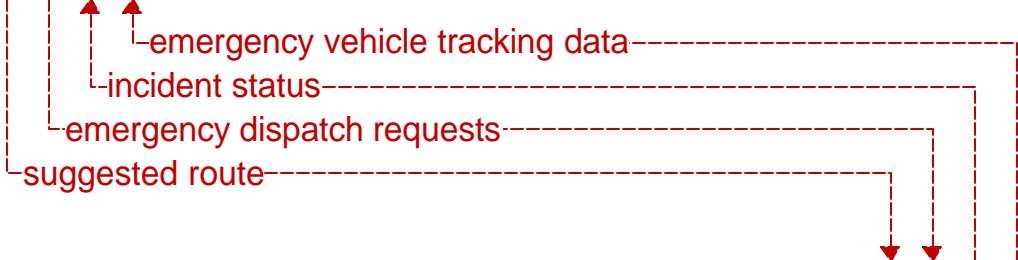 emergency vehicle tracking data
incident status
emergency dispatch requests
suggested route